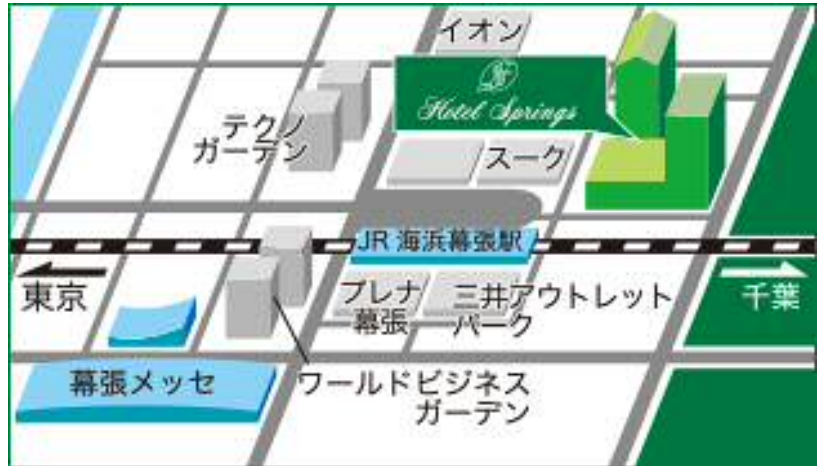 イオン
Hotel Springs
テクノ
ガーデン
スーク
JR 海浜幕張駅
東京
プレナ
幕張
三井アウトレット
パーク
千葉
幕張メッセ
ワールドビジネス
ガーデン